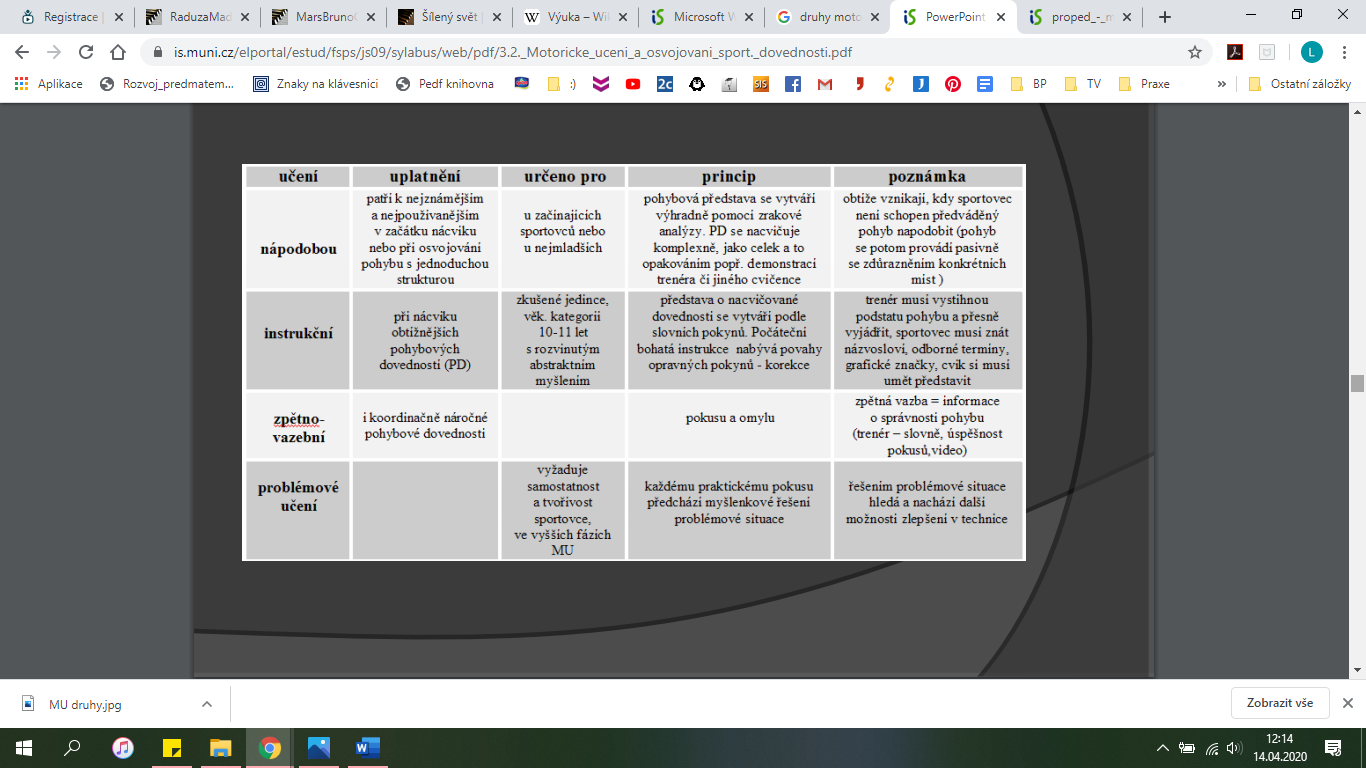 Registrace |
RaduzaMad
MarsBruno
Šílený svět |
Výuka – Wi
Microsoft W
druhy moto
PowerPoint
proped_-_m
is.muni.cz/elportal/estud/fsps/js09/sylabus/web/pdf/3.2._Motoricke_uceni_a_osvojovani_sport._dovednosti.pdf
L
Aplikace
Rozvoj_predmatem...
Znaky na klávesnici
Pedf knihovna
:)
BP
TV
Praxe
»
Ostatní záložky
učení
uplatnění
určeno pro
princip
poznámka
nápodobou
patří k nejznámějším
a nejpoužívanějším
v začátku nácviku
nebo při osvojování
pohybu s jednoduchou
strukturou
u začínajících
sportovců nebo
u nejmladších
pohybová představa se vytváří
výhradně pomocí zrakové
analýzy. PD se nacvičuje
komplexně, jako celek a to
opakováním popř. demonstrací
trenéra či jiného cvičence
obtíže vznikají, kdy sportovec
není schopen předváděný
pohyb napodobit (pohyb
se potom provádí pasivně
se zdůrazněním konkrétních
míst )
instrukční
při nácviku
obtížnějších
pohybových
dovedností (PD)
zkušené jedince,
věk. kategorii
10-11 let
s rozvinutým
abstraktním
myšlením
představa o nacvičované
dovednosti se vytváří podle
slovních pokynů. Počáteční
bohatá instrukce nabývá povahy
opravných pokynů - korekce
trenér musí vystihnou
podstatu pohybu a přesně
vyjádřit, sportovec musí znát
názvosloví, odborné termíny,
grafické značky, cvik si musí
umět představit
zpětno-
vazební
i koordinačně náročné
pohybové dovednosti
pokusu a omylu
zpětná vazba = informace
o správnosti pohybu
(trenér – slovně, úspěšnost
pokusů,video)
problémové
učení
vyžaduje
samostatnost
a tvořivost
sportovce,
ve vyšších fázích
MU
každému praktickému pokusu
předchází myšlenkové řešení
problémové situace
řešením problémové situace
hledá a nachází další
možnosti zlepšení v technice
MU druhy.jpg
Zobrazit vše
12:14
14.04.2020